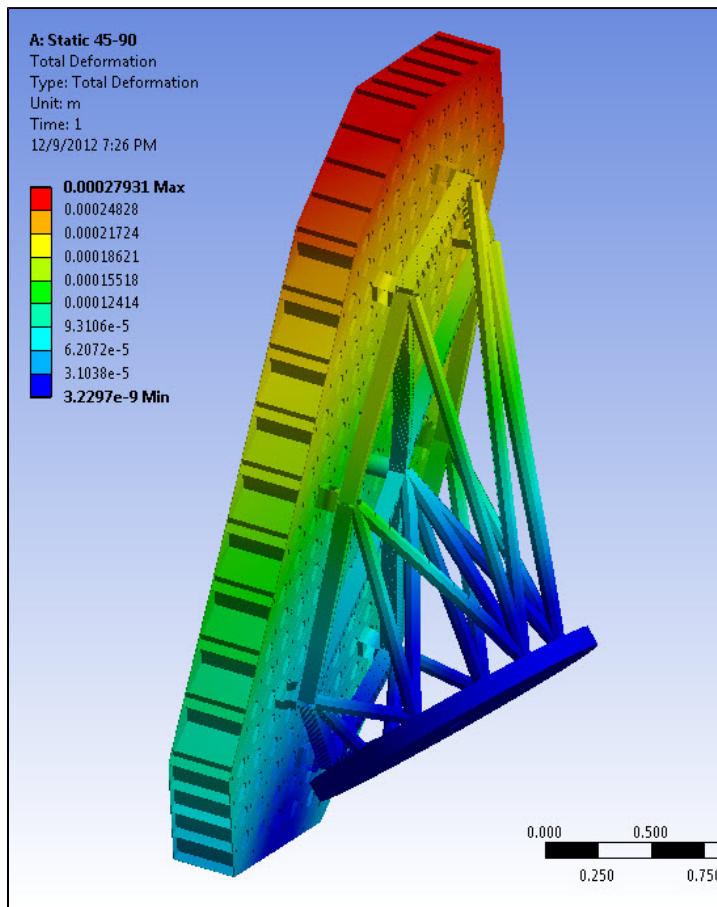 A: Static 45-90
Total Deformation
Type: Total Deformation
Unit: m
Time: 1
12/9/2012 7:26 PM
0.00027931 Max
0.00024828
0.00021724
0.00018621
0.00015518
0.00012414
9.3106e-5
6.2072e-5
3.1038e-5
3.2297e-9 Min
0.000 0.500
0.250 0.750